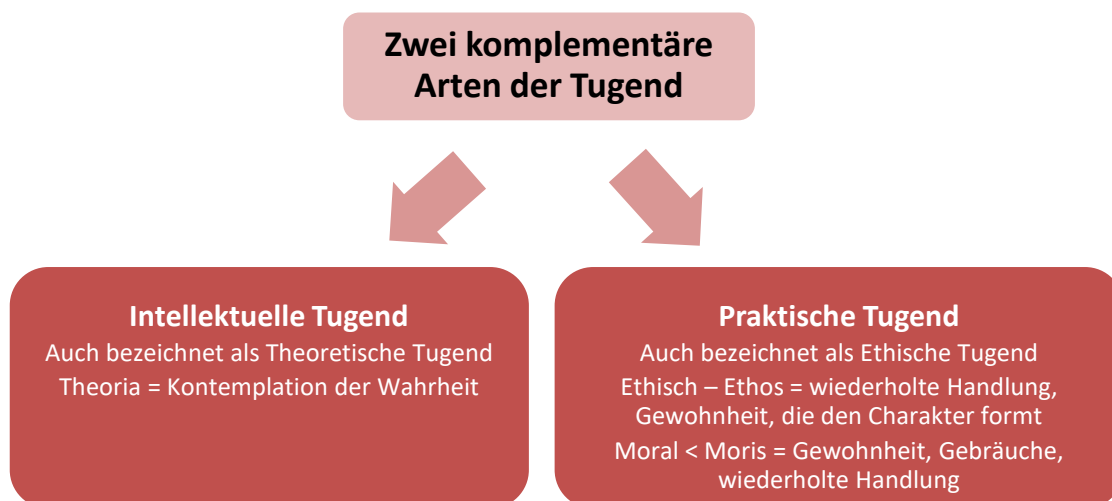 Zwei komplementäre
Arten der Tugend
Intellektuelle Tugend
Auch bezeichnet als Theoretische Tugend
Theoria = Kontemplation der Wahrheit
Praktische Tugend
Auch bezeichnet als Ethische Tugend
Ethisch – Ethos = wiederholte Handlung,
Gewohnheit, die den Charakter formt
Moral < Moris = Gewohnheit, Gebräuche,
wiederholte Handlung